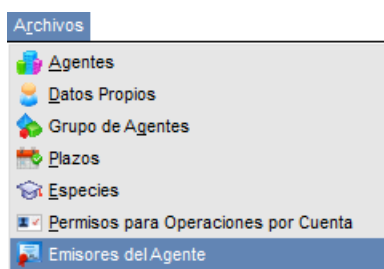 Archivos
Agentes
Datos Propios
Grupo de Agentes
Plazos
Especies
Permisos para Operaciones por Cuenta
Emisores del Agente